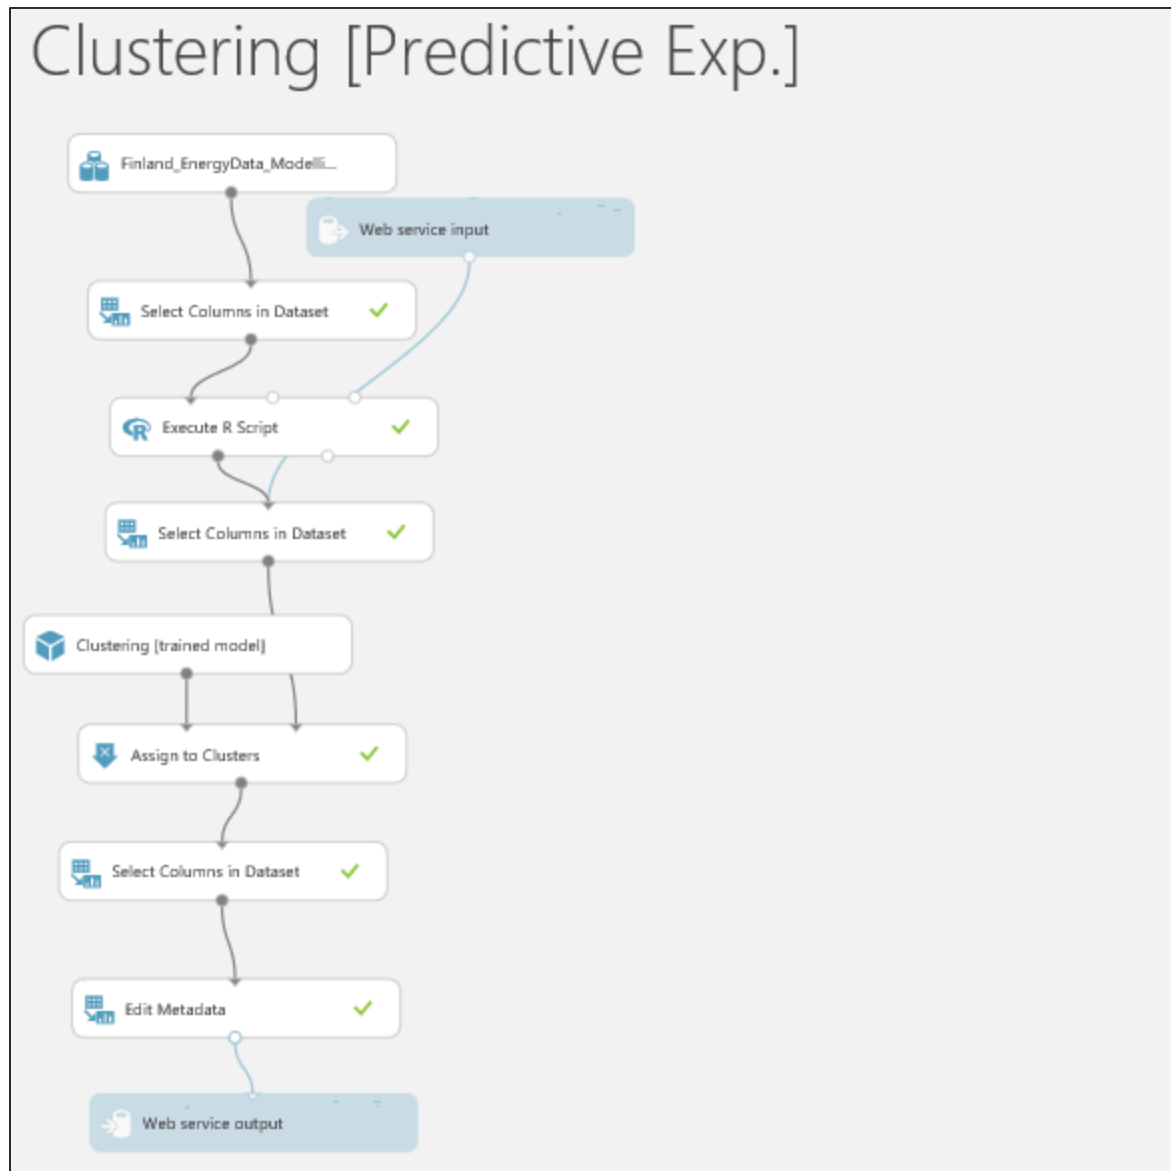 Clustering [Predictive Exp.]
Finland_EnergyData_Modelli...
Web service input
Select Columns in Dataset
Execute R Script
Select Columns in Dataset
Clustering [trained model]
Assign to Clusters
Select Columns in Dataset
Edit Metadata
Web service output